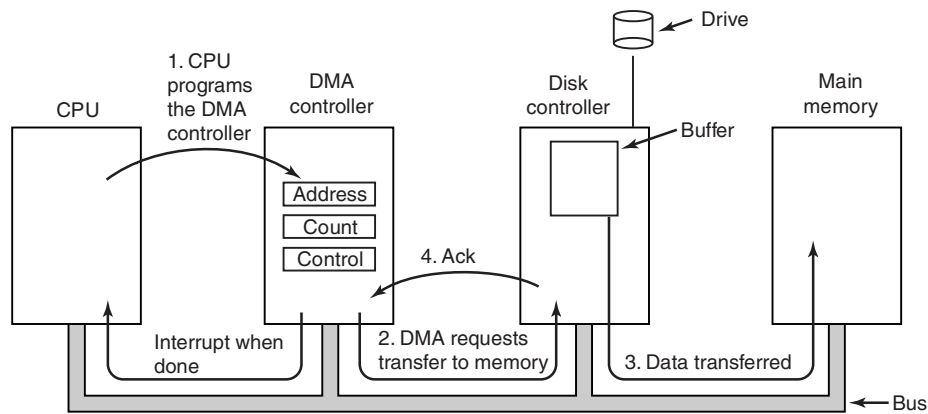 Drive
1. CPU
programs
the DMA
controller
DMA
controller
Disk
controller
Main
memory
CPU
Buffer
Address
Count
Control
4. Ack
Interrupt when
done
2. DMA requests
transfer to memory
3. Data transferred
Bus